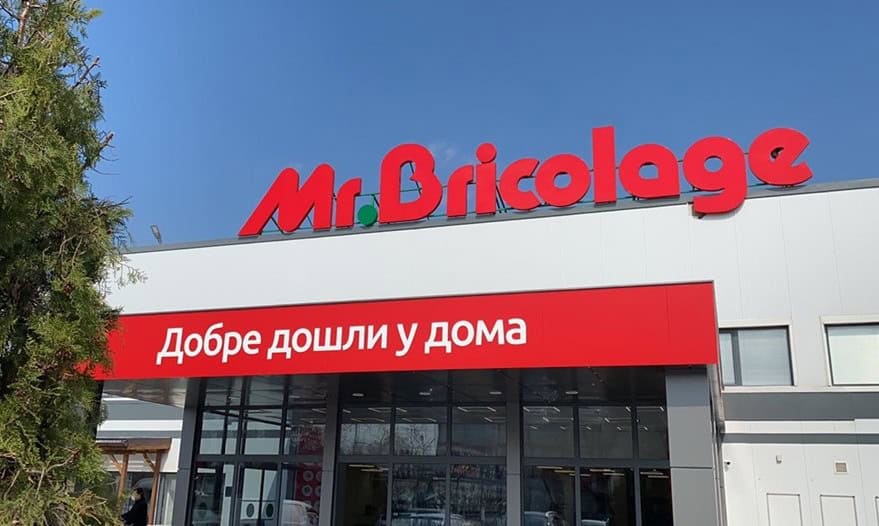 Mr.Bricolage
Добре дошли у дома